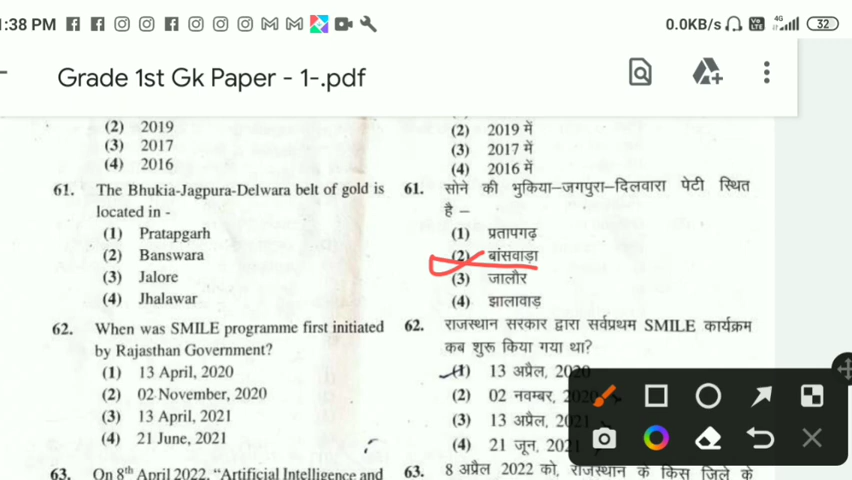 1:38 PM
0.0KB/s 4G 32
Grade 1st Gk Paper - 1-.pdf
(2) 2019
(3) 2017
(4) 2016
61. The Bhukia-Jagpura-Delwara belt of gold is
located in -
(1) Pratapgarh
(2) Banswara
(3) Jalore
(4) Jhalawar
62. When was SMILE programme first initiated
by Rajasthan Government?
(1) 13 April, 2020
(2) 02 November, 2020
(3) 13 April, 2021
(4) 21 June, 2021
63. On 8th April 2022, "Artificial Intelligence and
(2) 2019 में
(3) 2017 में
(4) 2016 में
61. सोने की भुकिया–जगपुरा–दिलवारा पेटी स्थित
है –
(1) प्रतापगढ़
(2) बांसवाड़ा
(3) जालौर
(4) झालावाड़
62. राजस्थान सरकार द्वारा सर्वप्रथम SMILE कार्यक्रम
कब शुरू किया गया था?
(1) 13 अप्रैल, 2020
(2) 02 नवम्बर, 2020
(3) 13 अप्रैल, 2021
(4) 21 जून, 2021
63. 8 अप्रैल 2022 को, राजस्थान के किस जिले के